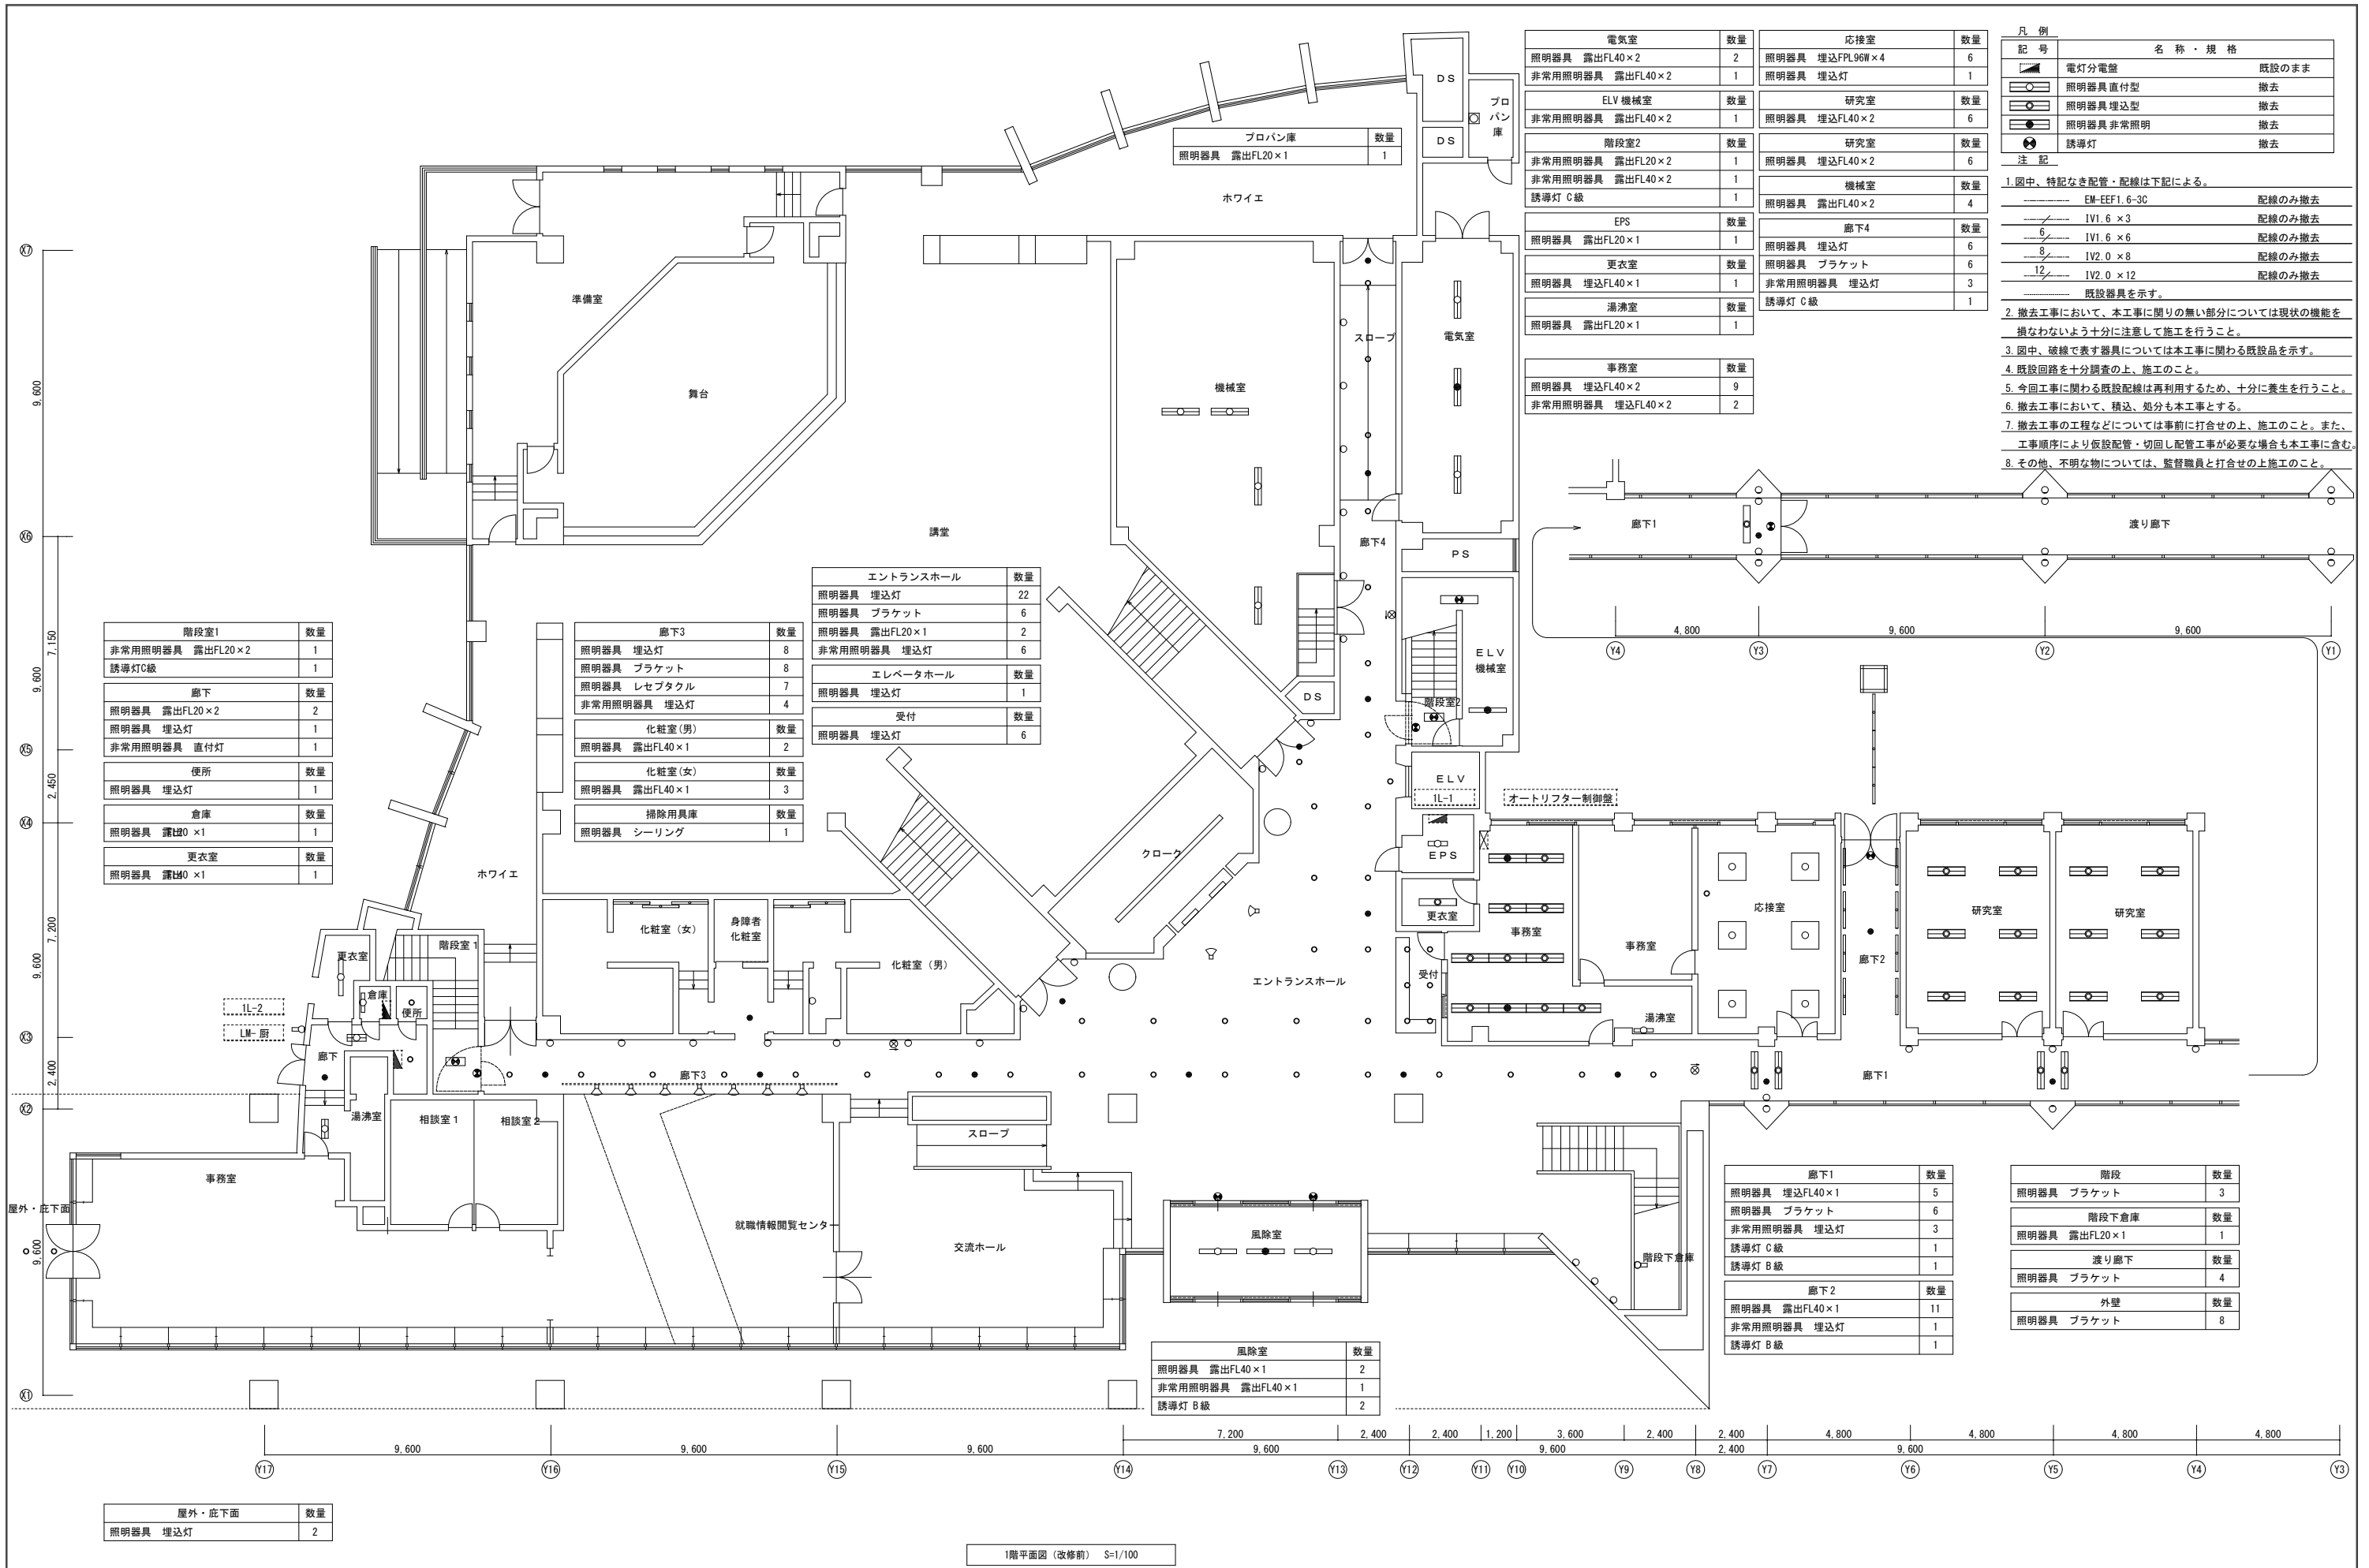 電気室 数量
照明器具 露出FL40×2 2
非常用照明器具 露出FL40×2 1
ELV 機械室 数量
非常用照明器具 露出FL40×2 1
階段室2 数量
非常用照明器具 露出FL20×2 1
非常用照明器具 露出FL40×2 1
誘導灯 C級 1
EPS 数量
照明器具 露出FL20×1 1
更衣室 数量
照明器具 埋込FL40×1 1
湯沸室 数量
照明器具 露出FL20×1 1
事務室 数量
照明器具 埋込FL40×2 9
非常用照明器具 埋込FL40×2 2
応接室 数量
照明器具 埋込FPL96W×4 6
照明器具 埋込灯 1
研究室 数量
照明器具 埋込FL40×2 6
研究室 数量
照明器具 埋込FL40×2 6
機械室 数量
照明器具 露出FL40×2 4
廊下4 数量
照明器具 埋込灯 6
照明器具 ブラケット 6
非常用照明器具 埋込灯 3
誘導灯 C級 1
凡 例
記 号 名 称 ・ 規 格
電灯分電盤 既設のまま
照明器具直付型 撤去
照明器具埋込型 撤去
照明器具非常照明 撤去
誘導灯 撤去
注 記
1.図中、特記なき配管・配線は下記による。
EM-EEF1.6-3C 配線のみ撤去
IV1.6 ×3 配線のみ撤去
6 IV1.6 ×6 配線のみ撤去
8 IV2.0 ×8 配線のみ撤去
12 IV2.0 ×12 配線のみ撤去
既設器具を示す。
2. 撤去工事において、本工事に関りの無い部分については現状の機能を
損なわないよう十分に注意して施工を行うこと。
3. 図中、破線で表す器具については本工事に関わる既設品を示す。
4. 既設回路を十分調査の上、施工のこと。
5. 今回工事に関わる既設配線は再利用するため、十分に養生を行うこと。
6. 撤去工事において、積込、処分も本工事とする。
7. 撤去工事の工程などについては事前に打合せの上、施工のこと。また、
工事順序により仮設配管・切回し配管工事が必要な場合も本工事に含む。
8. その他、不明な物については、監督職員と打合せの上施工のこと。
プロパン庫 数量
照明器具 露出FL20×1 1
DS
DS
プロ
パン
庫
ホワイエ
準備室
舞台
講堂
機械室
スロープ
電気室
廊下4
PS
ELV
機械室
階段室2
DS
ELV
1L-1
オートリフター制御盤
EPS
更衣室
クローク
廊下1
渡り廊下
4,800 9,600 9,600
Y4 Y3 Y2 Y1
X7
9,600
X6
7,150
9,600
X5
2,450
X4
7,200
9,600
X3
2,400
X2
9,600
X1
階段室1 数量
非常用照明器具 露出FL20×2 1
誘導灯C級 1
廊下 数量
照明器具 露出FL20×2 2
照明器具 埋込灯 1
非常用照明器具 直付灯 1
便所 数量
照明器具 埋込灯 1
倉庫 数量
照明器具 露出FL20 ×1 1
更衣室 数量
照明器具 露出FL40 ×1 1
廊下3 数量
照明器具 埋込灯 8
照明器具 ブラケット 8
照明器具 レセプタクル 7
非常用照明器具 埋込灯 4
化粧室(男) 数量
照明器具 露出FL40×1 2
化粧室(女) 数量
照明器具 露出FL40×1 3
掃除用具庫 数量
照明器具 シーリング 1
エントランスホール 数量
照明器具 埋込灯 22
照明器具 ブラケット 6
照明器具 露出FL20×1 2
非常用照明器具 埋込灯 6
エレベータホール 数量
照明器具 埋込灯 1
受付 数量
照明器具 埋込灯 6
ホワイエ
階段室1
更衣室
倉庫
便所
1L-2
LM-厨
廊下
湯沸室
相談室1
相談室2
化粧室(女)
身障者
化粧室
化粧室(男)
廊下3
エントランスホール
受付
事務室
事務室
湯沸室
応接室
廊下2
研究室
研究室
廊下1
事務室
屋外・庇下面
就職情報閲覧センター
スロープ
交流ホール
風除室
階段下倉庫
廊下1 数量
照明器具 埋込FL40×1 5
照明器具 ブラケット 6
非常用照明器具 埋込灯 3
誘導灯 C級 1
誘導灯 B級 1
廊下2 数量
照明器具 露出FL40×1 11
非常用照明器具 埋込灯 1
誘導灯 B級 1
階段 数量
照明器具 ブラケット 3
階段下倉庫 数量
照明器具 露出FL20×1 1
渡り廊下 数量
照明器具 ブラケット 4
外壁 数量
照明器具 ブラケット 8
風除室 数量
照明器具 露出FL40×1 2
非常用照明器具 露出FL40×1 1
誘導灯 B級 2
7,200 2,400 2,400 1,200 3,600 2,400 2,400 4,800 4,800 4,800 4,800
9,600 9,600 9,600 9,600 9,600 2,400 9,600
Y17 Y16 Y15 Y14 Y13 Y12 Y11 Y10 Y9 Y8 Y7 Y6 Y5 Y4 Y3
屋外・庇下面 数量
照明器具 埋込灯 2
1階平面図(改修前) S=1/100